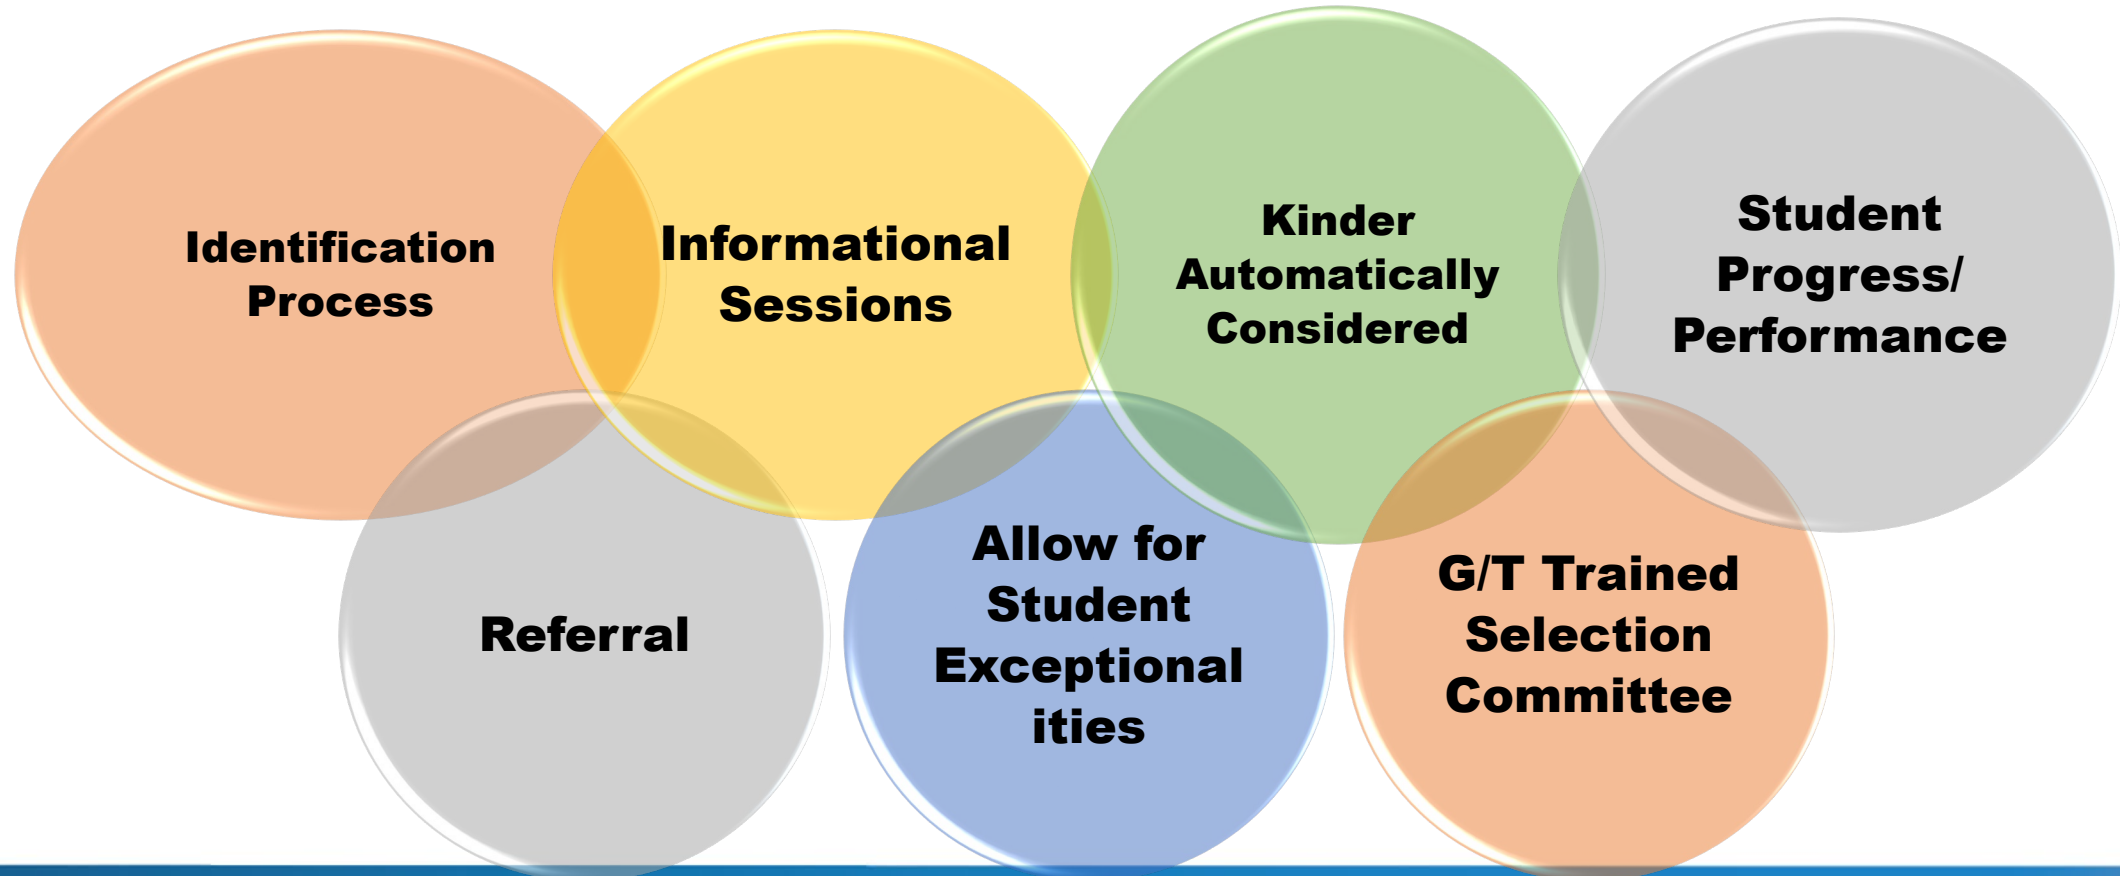 Identification
Process
Informational
Sessions
Kinder
Automatically
Considered
Student
Progress/
Performance
Referral
Allow for
Student
Exceptional
ities
G/T Trained
Selection
Committee